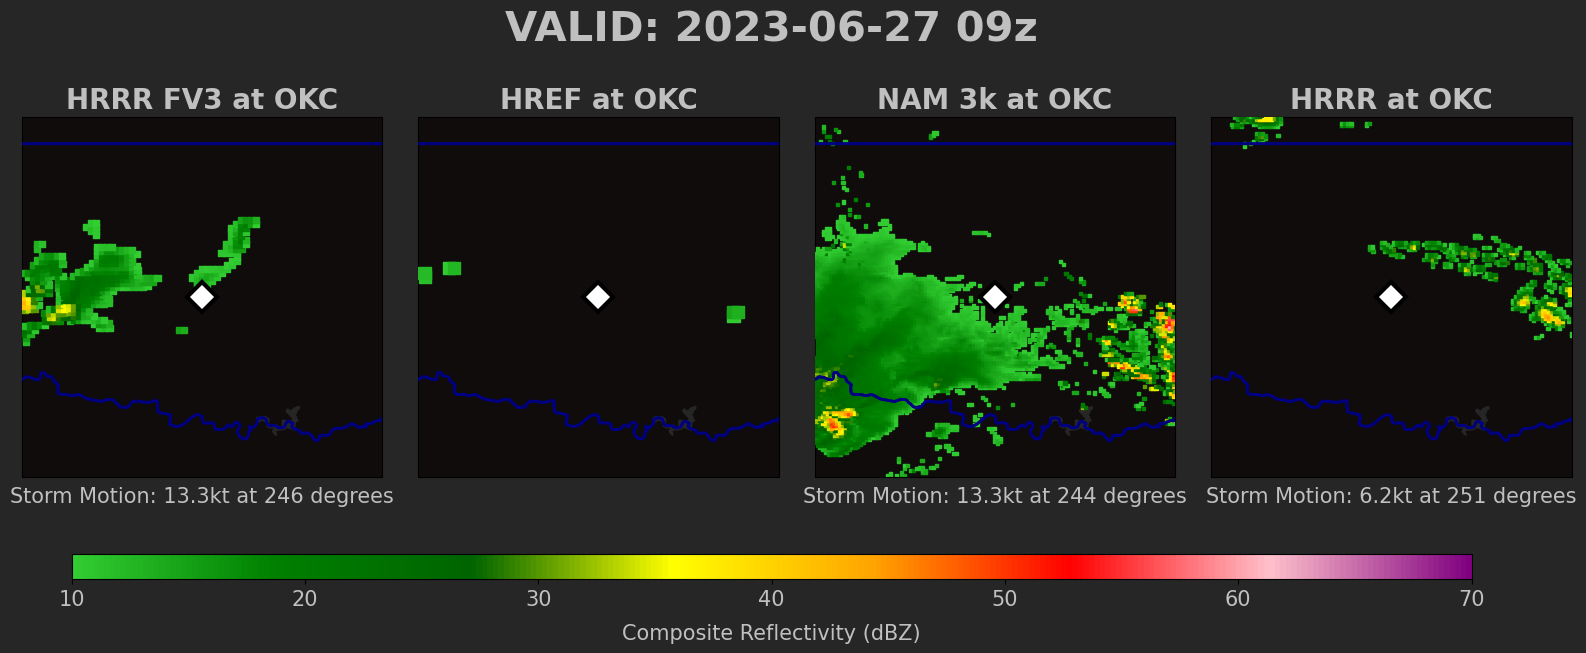 VALID: 2023-06-27 09z
HRRR FV3 at OKC
HREF at OKC
NAM 3k at OKC
HRRR at OKC
Storm Motion: 13.3kt at 246 degrees
Storm Motion: 13.3kt at 244 degrees
Storm Motion: 6.2kt at 251 degrees
10 20 30 40 50 60 70
Composite Reflectivity (dBZ)